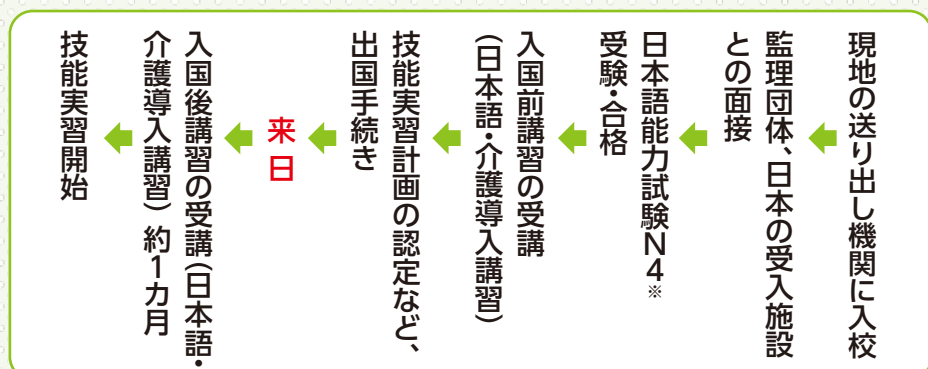 現地の送り出し機関に入校
監理団体、日本の受入施設
との面接
日本語能力試験N4※
受験・合格
入国前講習の受講
(日本語・介護導入講習)
技能実習計画の認定など、
出国手続き
来日
入国後講習の受講(日本語・
介護導入講習) 約1カ月
技能実習開始